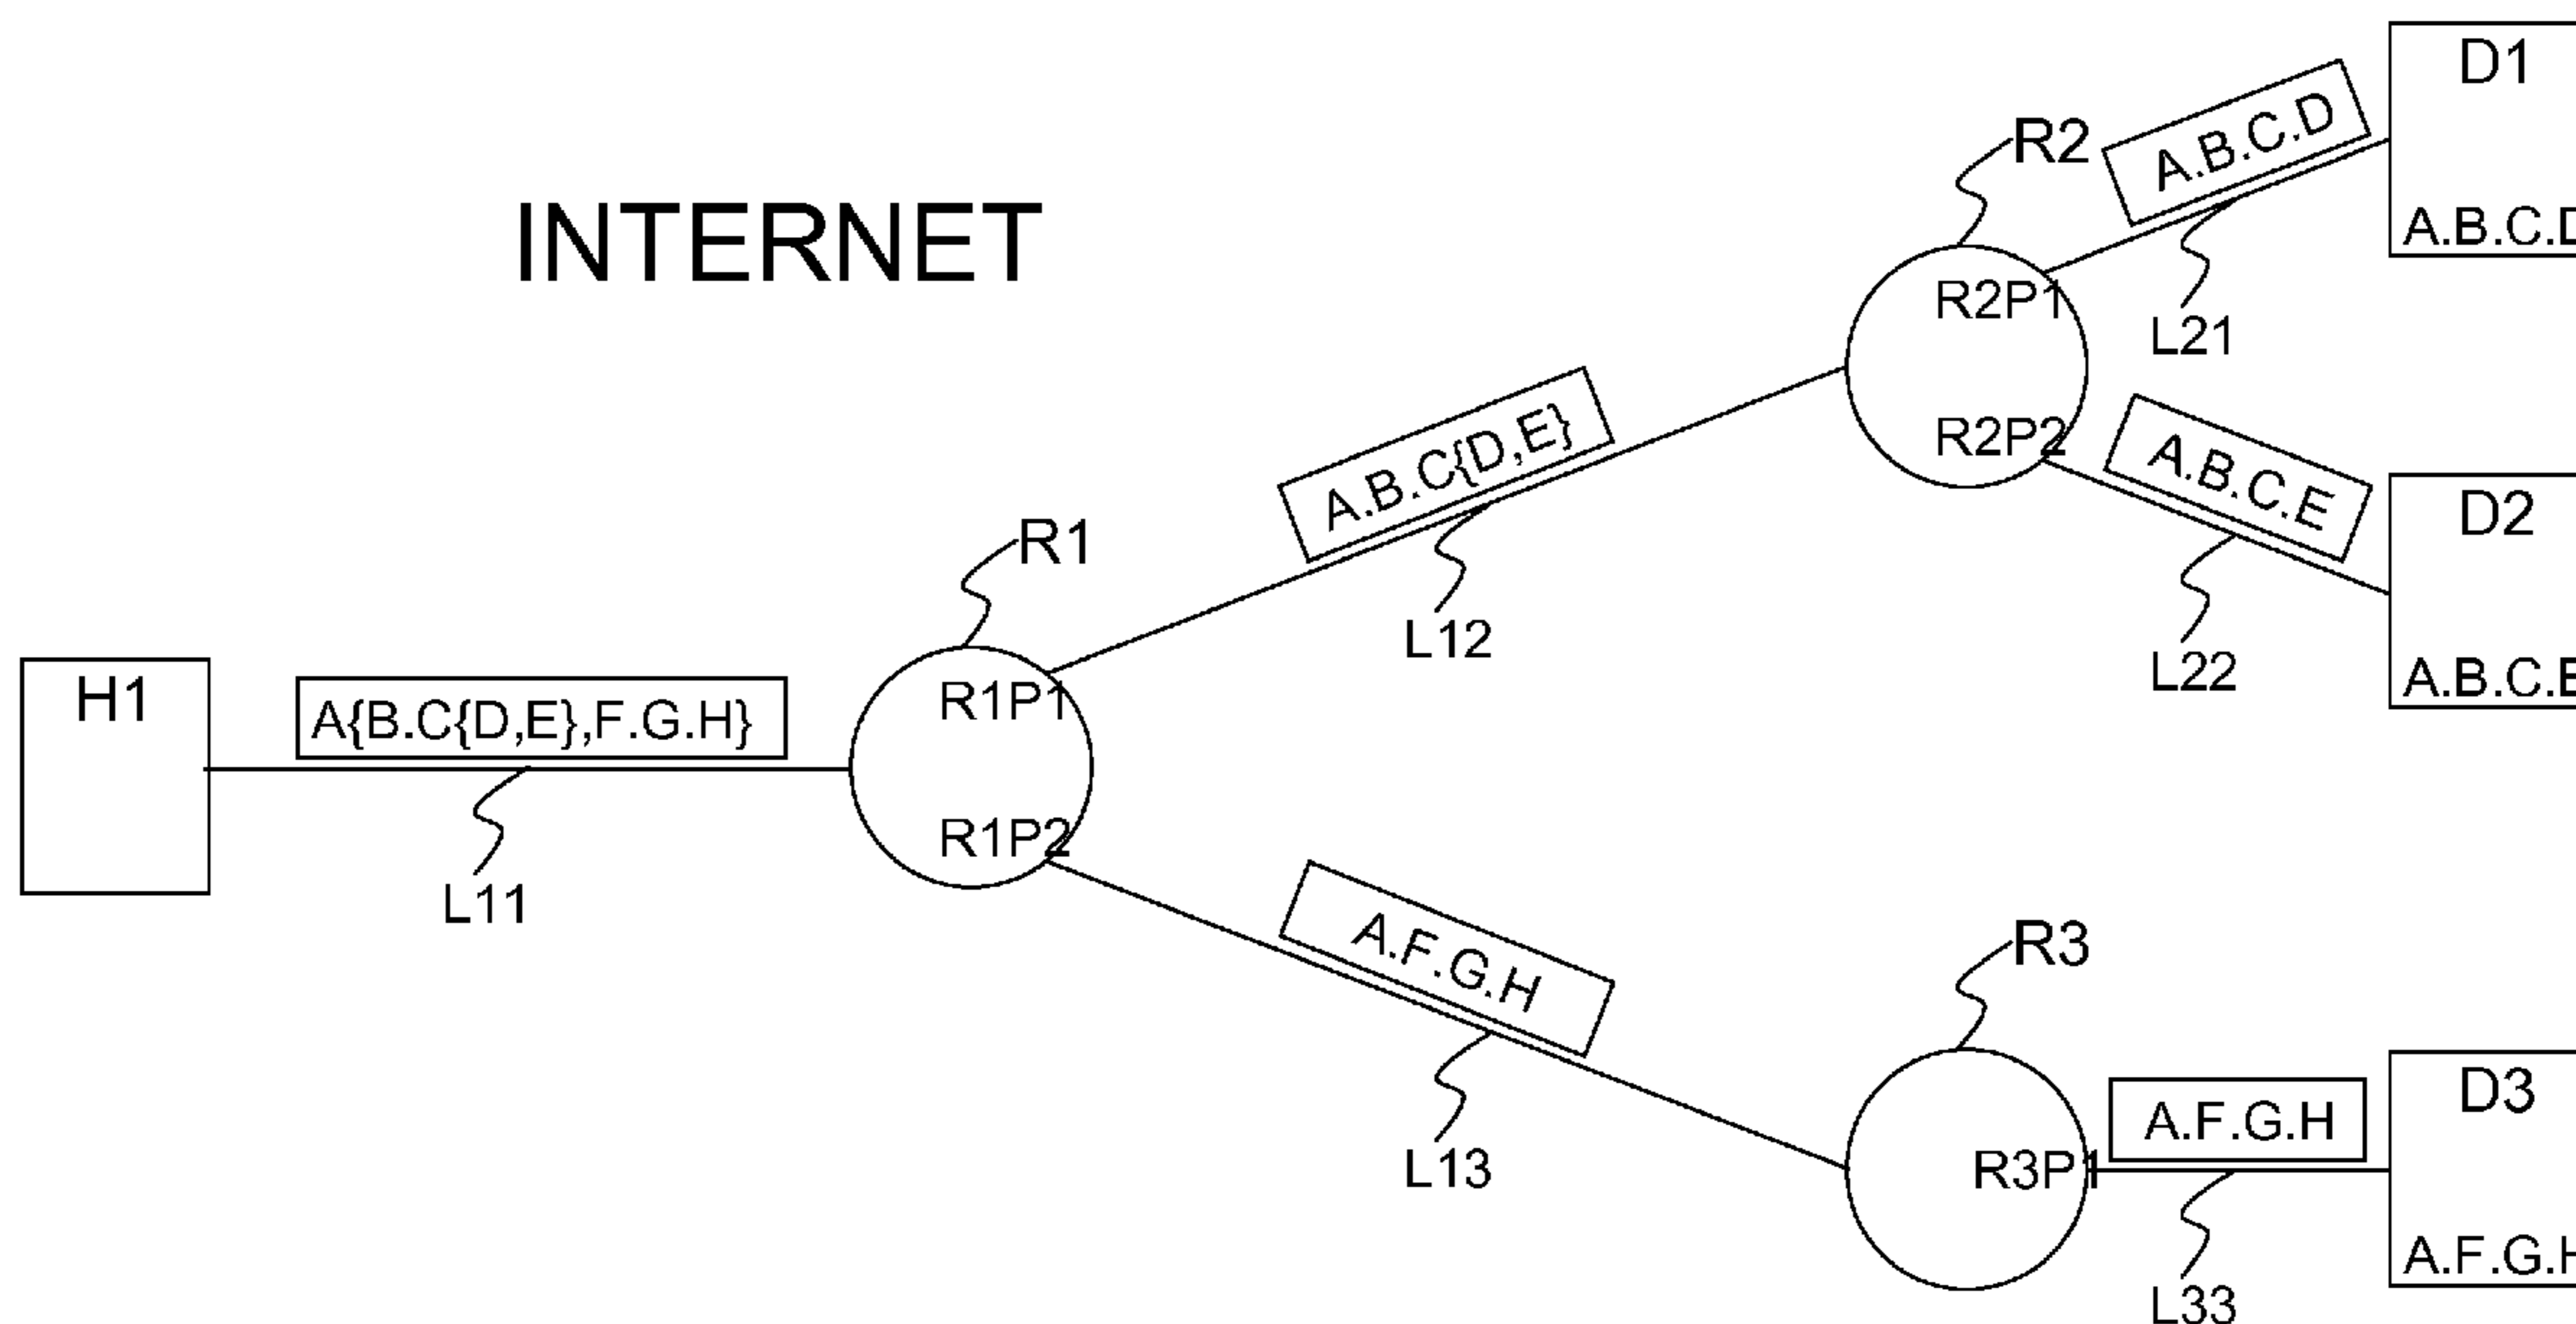 INTERNET
D1
A.B.C.D
R2
A.B.C.D
R2P1
L21
R2P2
A.B.C.E
D2
A.B.C.E
L22
A.B.C{D,E}
L12
R1
H1
A{B.C{D,E},F.G.H}
R1P1
R1P2
L11
A.F.G.H
L13
R3
D3
A.F.G.H
R3P1
A.F.G.H
L33